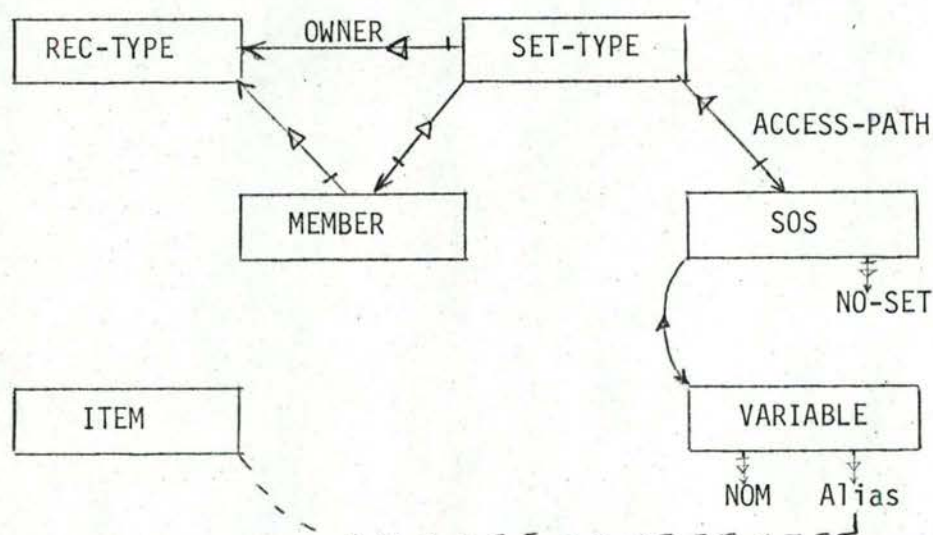 REC-TYPE
OWNER
SET-TYPE
ACCESS-PATH
MEMBER
SOS
NO-SET
ITEM
VARIABLE
NOM
Alias